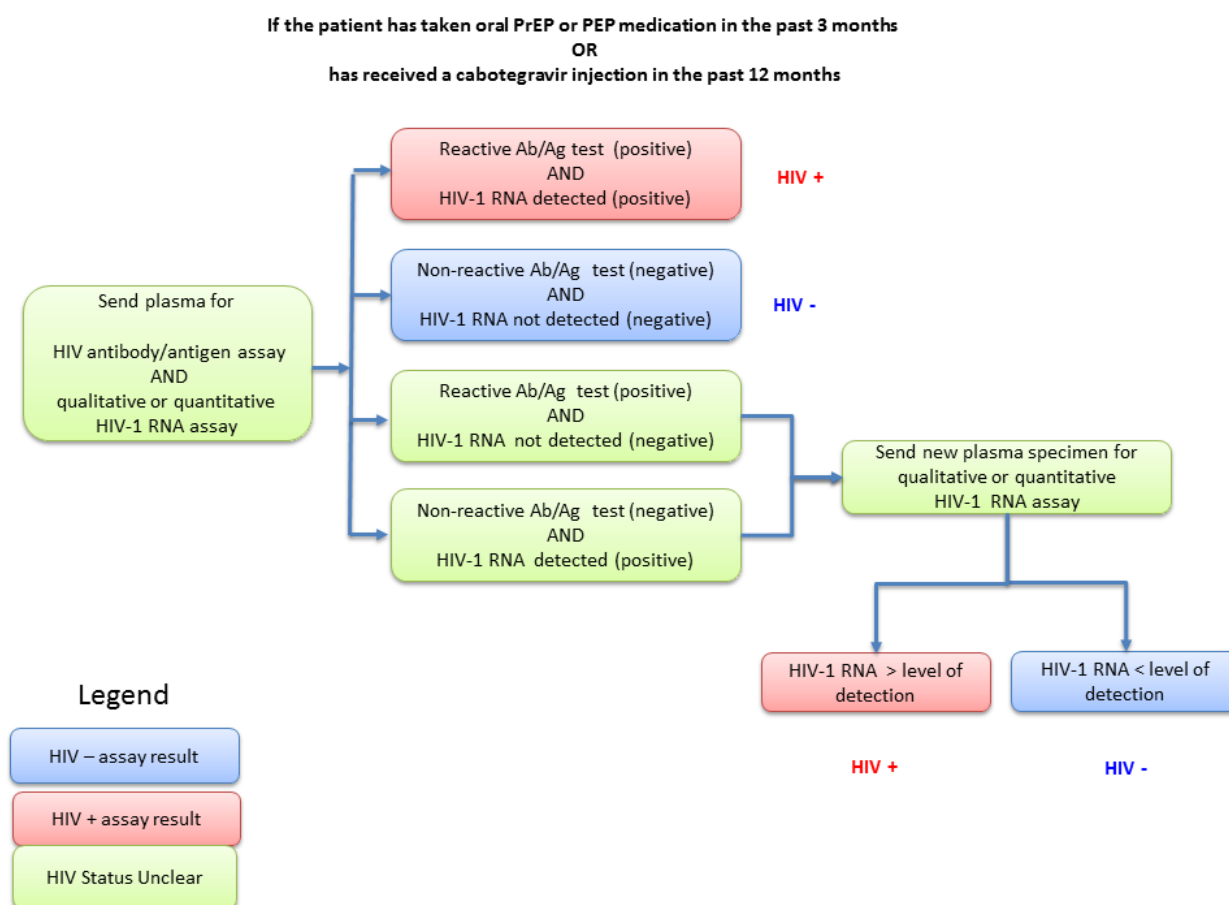 If the patient has taken oral PrEP or PEP medication in the past 3 months
OR
has received a cabotegravir injection in the past 12 months
Send plasma for
HIV antibody/antigen assay
AND
qualitative or quantitative
HIV-1 RNA assay
Reactive Ab/Ag test (positive)
AND
HIV-1 RNA detected (positive)
HIV +
Non-reactive Ab/Ag test (negative)
AND
HIV-1 RNA not detected (negative)
HIV -
Reactive Ab/Ag test (positive)
AND
HIV-1 RNA not detected (negative)
Non-reactive Ab/Ag test (negative)
AND
HIV-1 RNA detected (positive)
Send new plasma specimen for
qualitative or quantitative
HIV-1 RNA assay
HIV-1 RNA > level of
detection
HIV +
HIV-1 RNA < level of
detection
HIV -
Legend
HIV – assay result
HIV + assay result
HIV Status Unclear